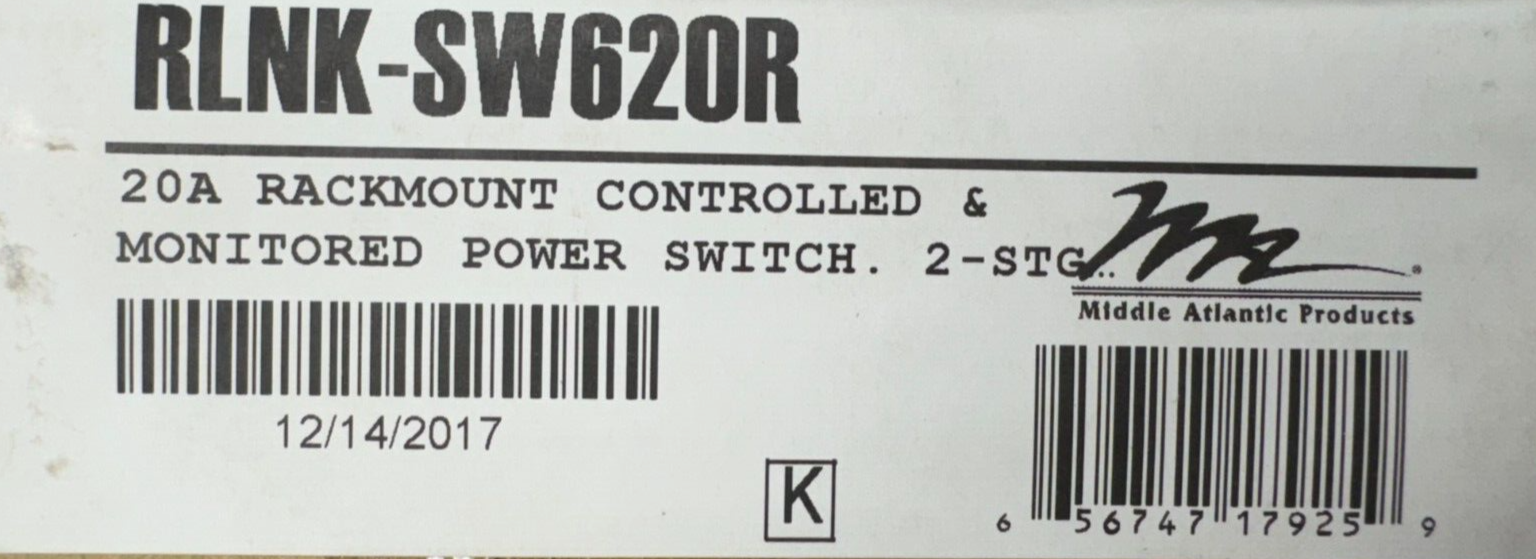 RLNK-SW620R
20A RACKMOUNT CONTROLLED &
MONITORED POWER SWITCH. 2-STG..
Middle Atlantic Products
12/14/2017
K
6 56747 17925 9